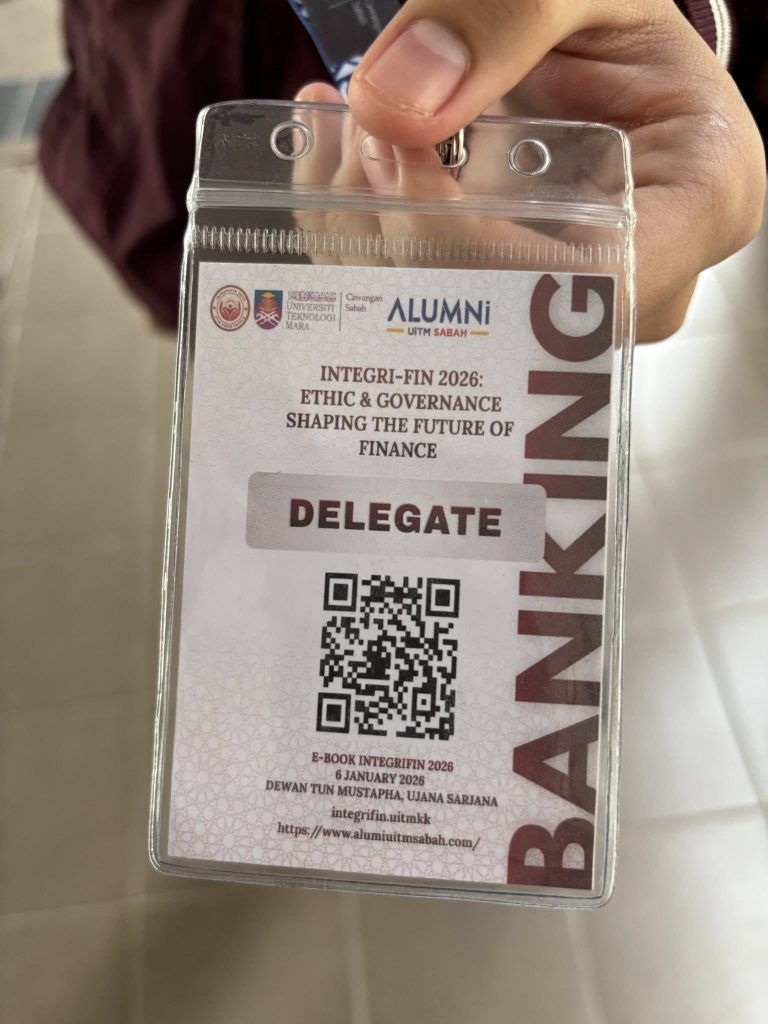 UNIVERSITI
TEKNOLOGI
MARA
Cawangan
Sabah
ALUMNi
UITM SABAH
INTEGRI-FIN 2026:
ETHIC & GOVERNANCE
SHAPING THE FUTURE OF
FINANCE
DELEGATE
E-BOOK INTEGRIFIN 2026
6 JANUARY 2026
DEWAN TUN MUSTAPHA, UJANA SARJANA
integrifin.uitmkk
https://www.alumiuitmsabah.com/
BANKING